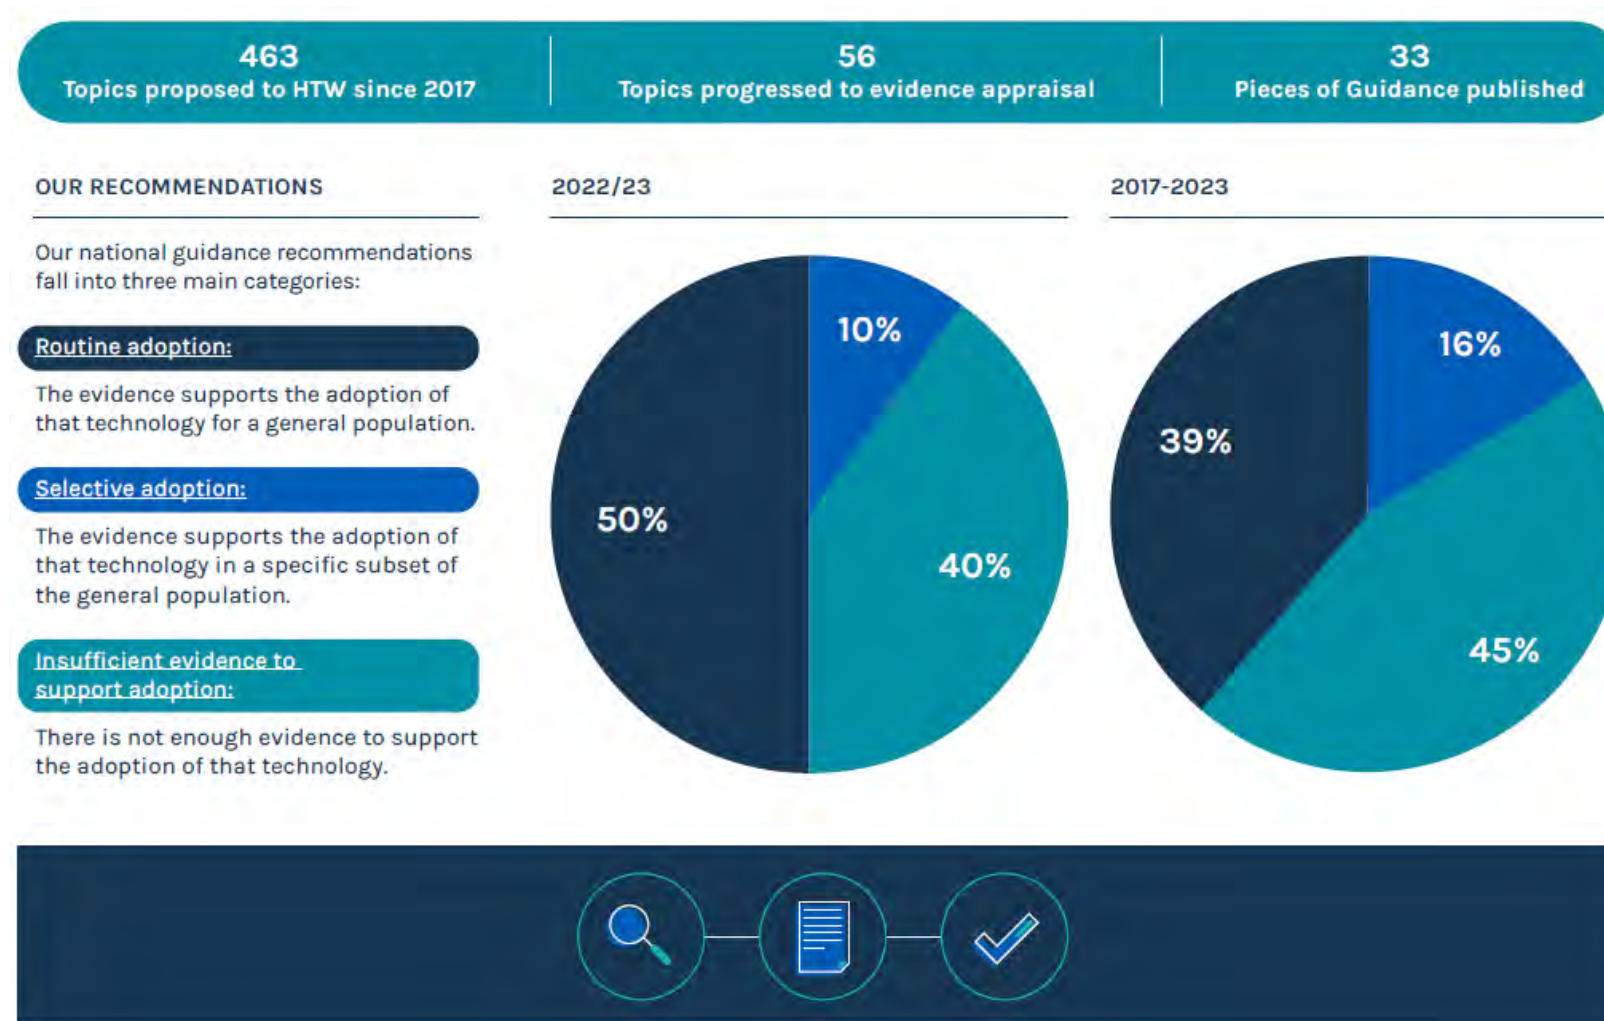 463
Topics proposed to HTW since 2017
56
Topics progressed to evidence appraisal
33
Pieces of Guidance published
OUR RECOMMENDATIONS
Our national guidance recommendations
fall into three main categories:
Routine adoption:
The evidence supports the adoption of
that technology for a general population.
Selective adoption:
The evidence supports the adoption of
that technology in a specific subset of
the general population.
Insufficient evidence to
support adoption:
There is not enough evidence to support
the adoption of that technology.
2022/23
10%
50%
40%
2017-2023
16%
39%
45%